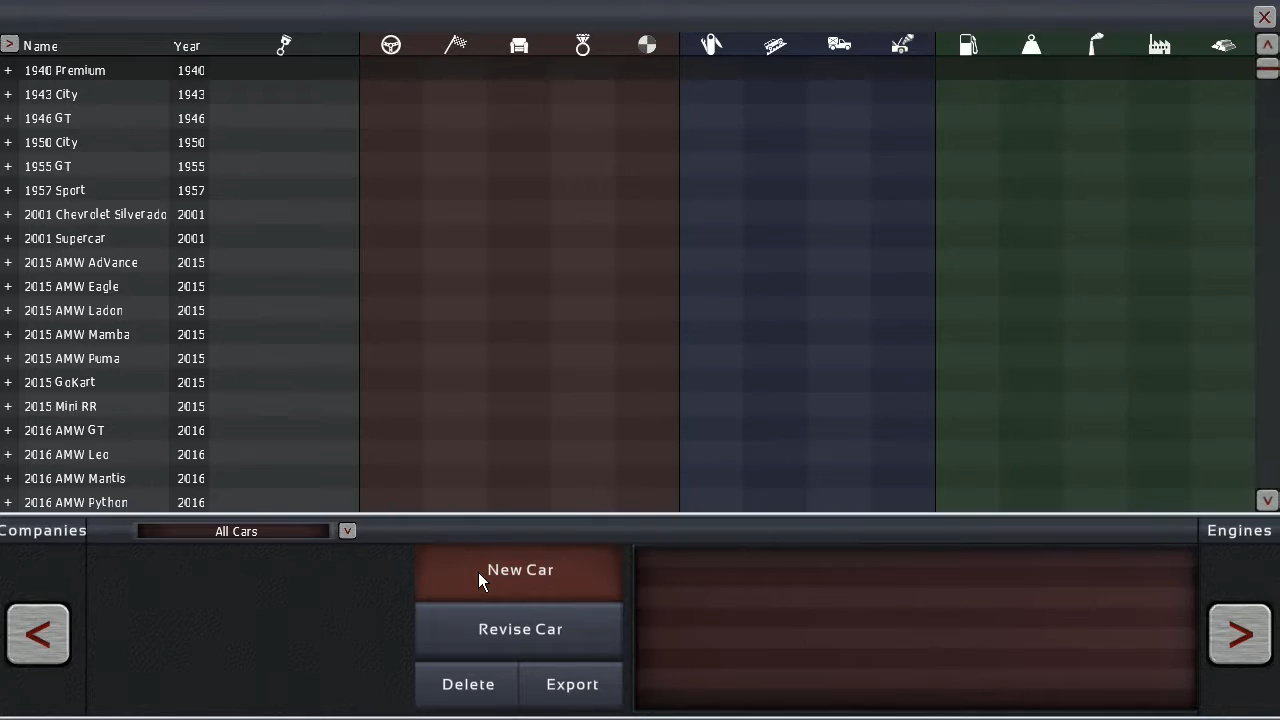 Name Year
1940 Premium 1940
1943 City 1943
1946 GT 1946
1950 City 1950
1955 GT 1955
1957 Sport 1957
2001 Chevrolet Silverado 2001
2001 Supercar 2001
2015 AMW AdVance 2015
2015 AMW Eagle 2015
2015 AMW Ladon 2015
2015 AMW Mamba 2015
2015 AMW Puma 2015
2015 GoKart 2015
2015 Mini RR 2015
2016 AMW GT 2016
2016 AMW Leo 2016
2016 AMW Mantis 2016
2016 AMW Python 2016
Companies All Cars Engines
New Car
Revise Car
Delete Export